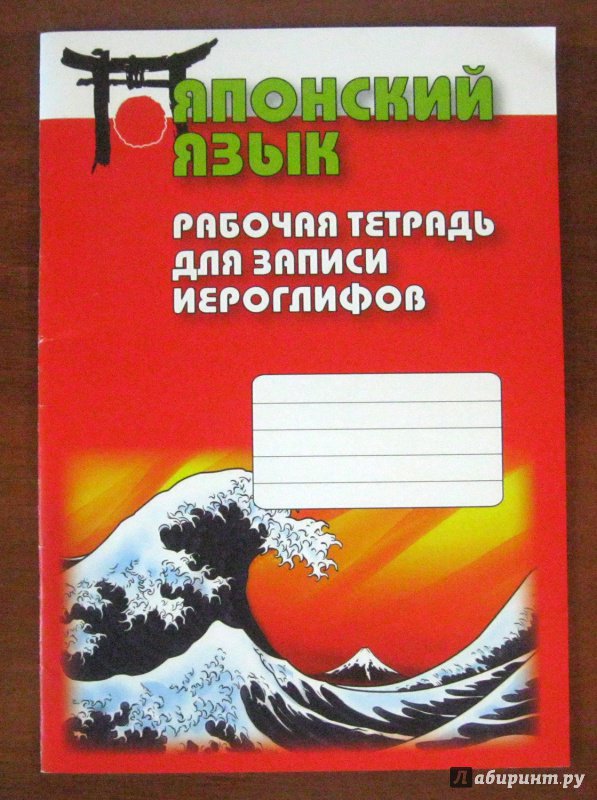 ЯПОНСКИЙ
ЯЗЫК
РАБОЧАЯ ТЕТРАДЬ
ДЛЯ ЗАПИСИ
ИЕРОГЛИФОВ
Лабиринт.ру